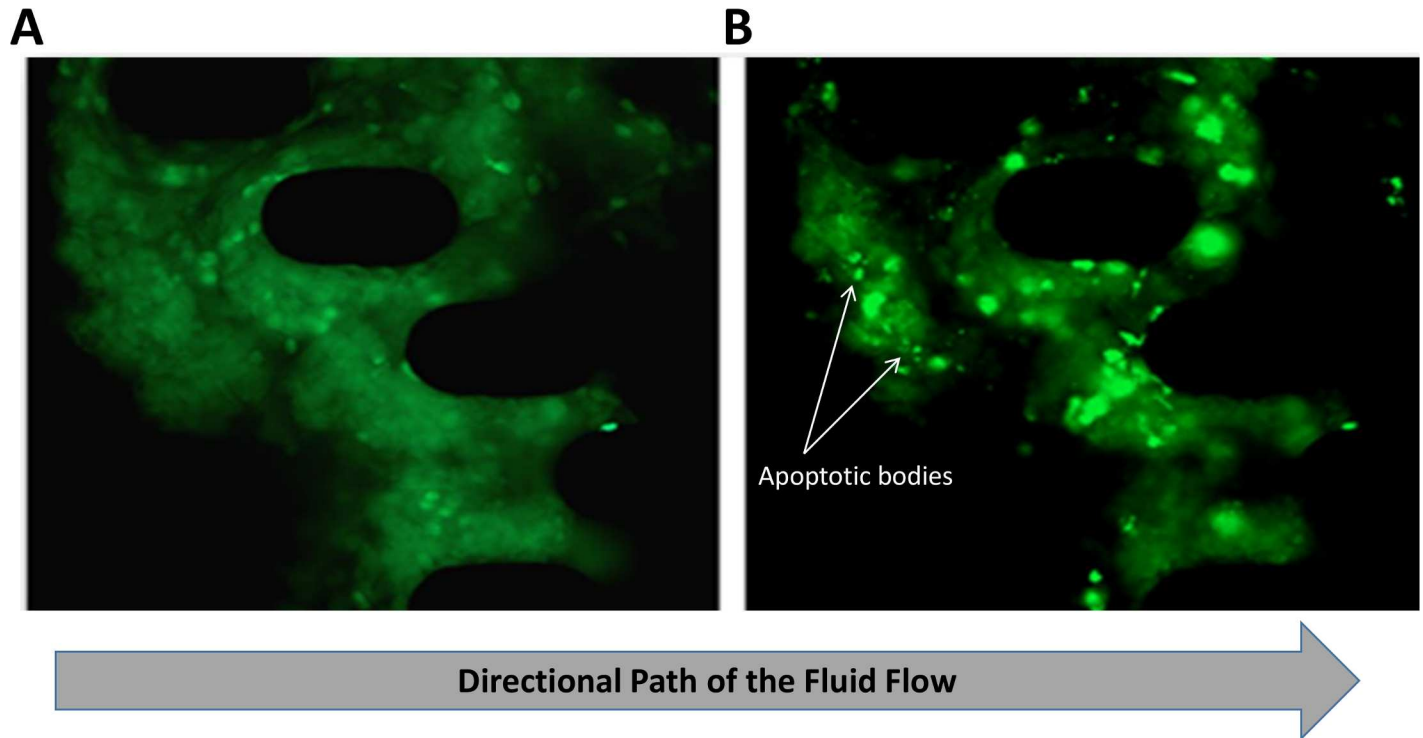 A
B
Apoptotic bodies
Directional Path of the Fluid Flow